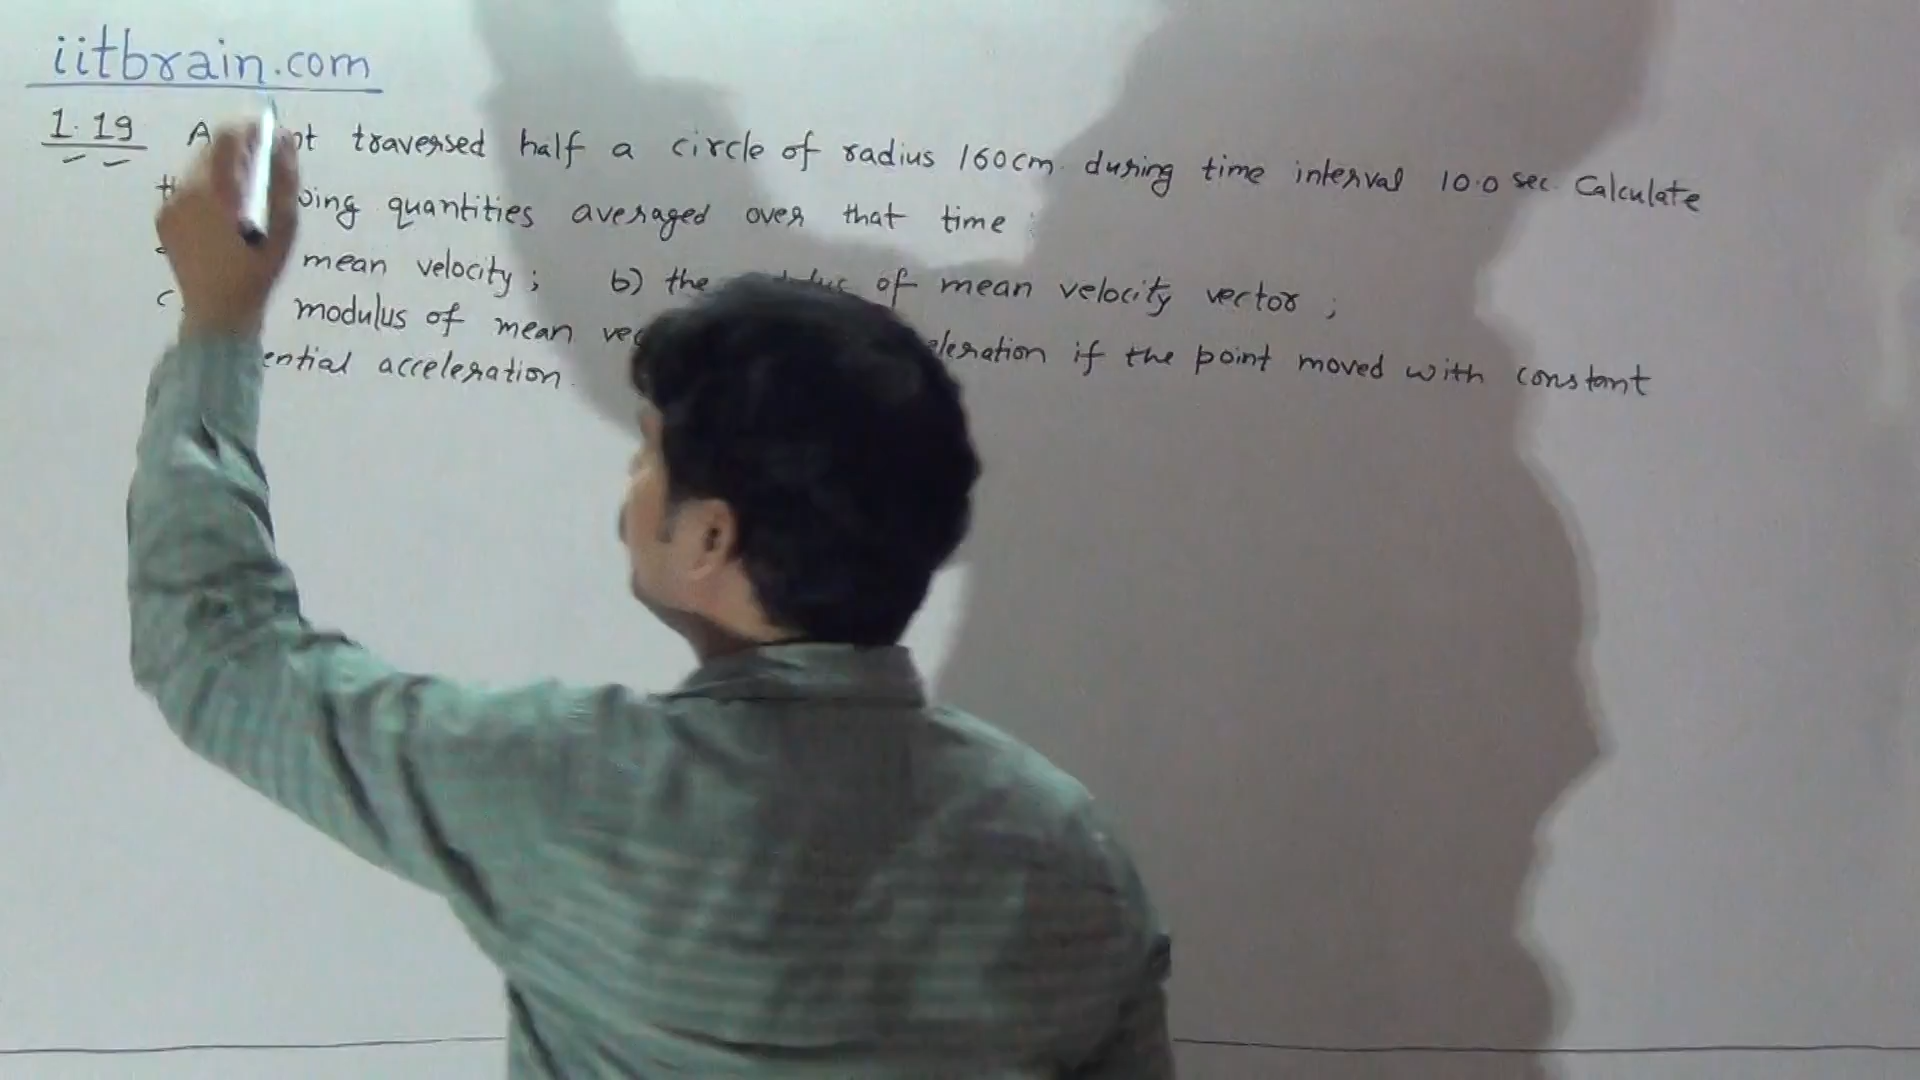 iitbrain.com
1.19 A traversed half a circle of radius 160cm. during time interval 10.0 sec. Calculate
quantities averaged over that time :
mean velocity ; b) the of mean velocity vector ;
c modulus of mean if the point moved with constant
acceleration.